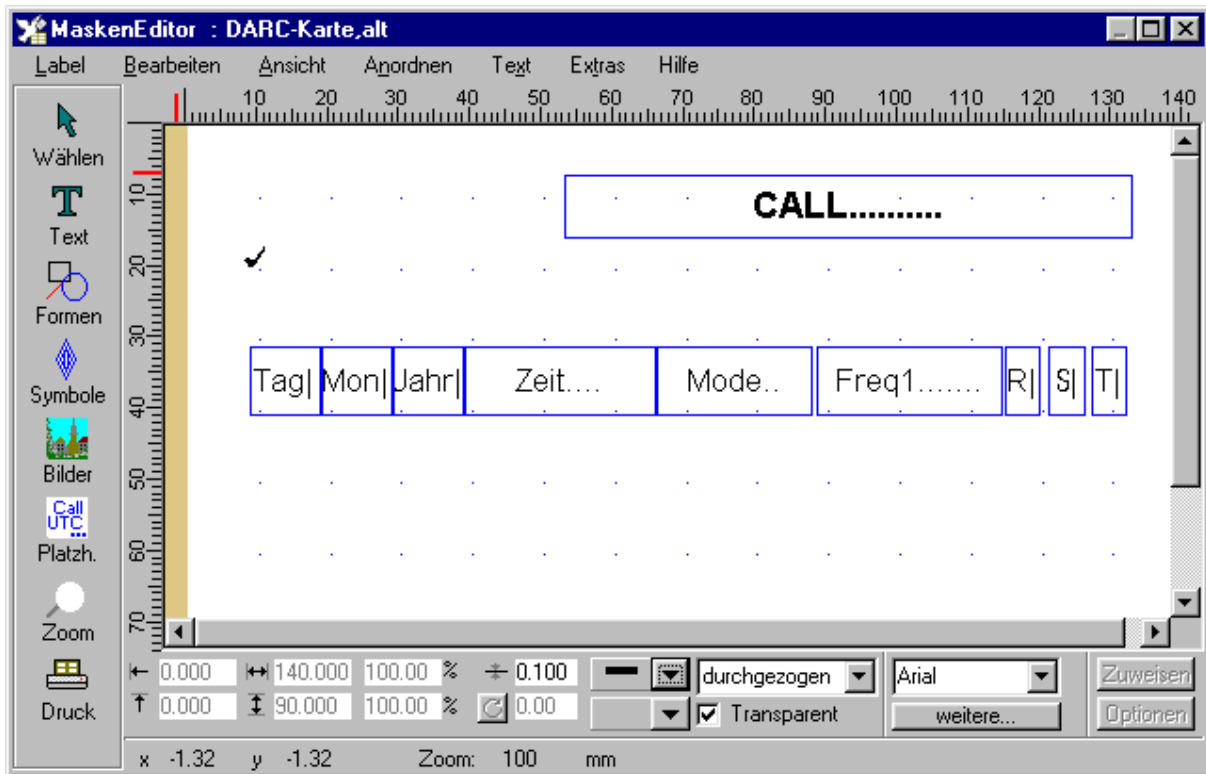 MaskenEditor : DARC-Karte,alt
Label Bearbeiten Ansicht Anordnen Text Extras Hilfe
10 20 30 40 50 60 70 80 90 100 110 120 130 140
Wählen
Text
Formen
Symbole
Bilder
Call
UTC
...
Platzh.
Zoom
Druck
10
20
30
40
50
60
70
CALL..........
Tag| Mon| Jahr| Zeit.... Mode.. Freq1....... R| S| T|
0.000 140.000 100.00 % 0.100 durchgezogen Arial Zuweisen
0.000 90.000 100.00 % 0.00 Transparent weitere... Optionen
x -1.32 y -1.32 Zoom: 100 mm